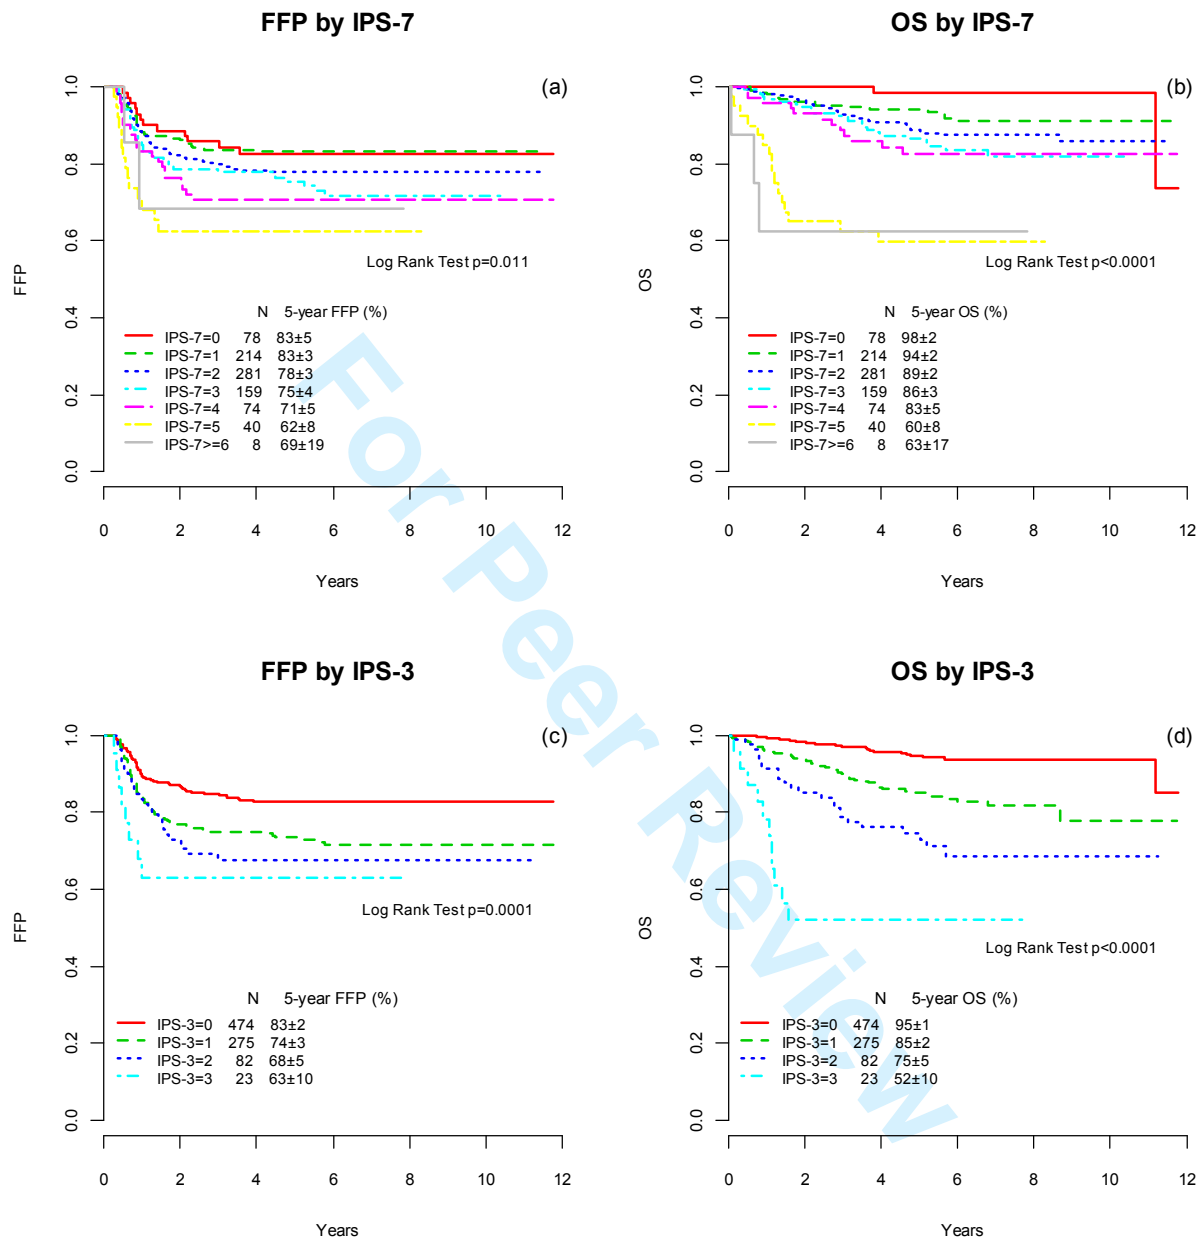 FFP by IPS-7
(a)
1.0
0.8
0.6
0.4
0.2
0.0
FFP
Log Rank Test p=0.011
N 5-year FFP (%)
IPS-7=0 78 83±5
IPS-7=1 214 83±3
IPS-7=2 281 78±3
IPS-7=3 159 75±4
IPS-7=4 74 71±5
IPS-7=5 40 62±8
IPS-7>=6 8 69±19
0 2 4 6 8 10 12
Years
OS by IPS-7
(b)
1.0
0.8
0.6
0.4
0.2
0.0
OS
Log Rank Test p<0.0001
N 5-year OS (%)
IPS-7=0 78 98±2
IPS-7=1 214 94±2
IPS-7=2 281 89±2
IPS-7=3 159 86±3
IPS-7=4 74 83±5
IPS-7=5 40 60±8
IPS-7>=6 8 63±17
0 2 4 6 8 10 12
Years
FFP by IPS-3
(c)
1.0
0.8
0.6
0.4
0.2
0.0
FFP
Log Rank Test p=0.0001
N 5-year FFP (%)
IPS-3=0 474 83±2
IPS-3=1 275 74±3
IPS-3=2 82 68±5
IPS-3=3 23 63±10
0 2 4 6 8 10 12
Years
OS by IPS-3
(d)
1.0
0.8
0.6
0.4
0.2
0.0
OS
Log Rank Test p<0.0001
N 5-year OS (%)
IPS-3=0 474 95±1
IPS-3=1 275 85±2
IPS-3=2 82 75±5
IPS-3=3 23 52±10
0 2 4 6 8 10 12
Years
For Peer Review